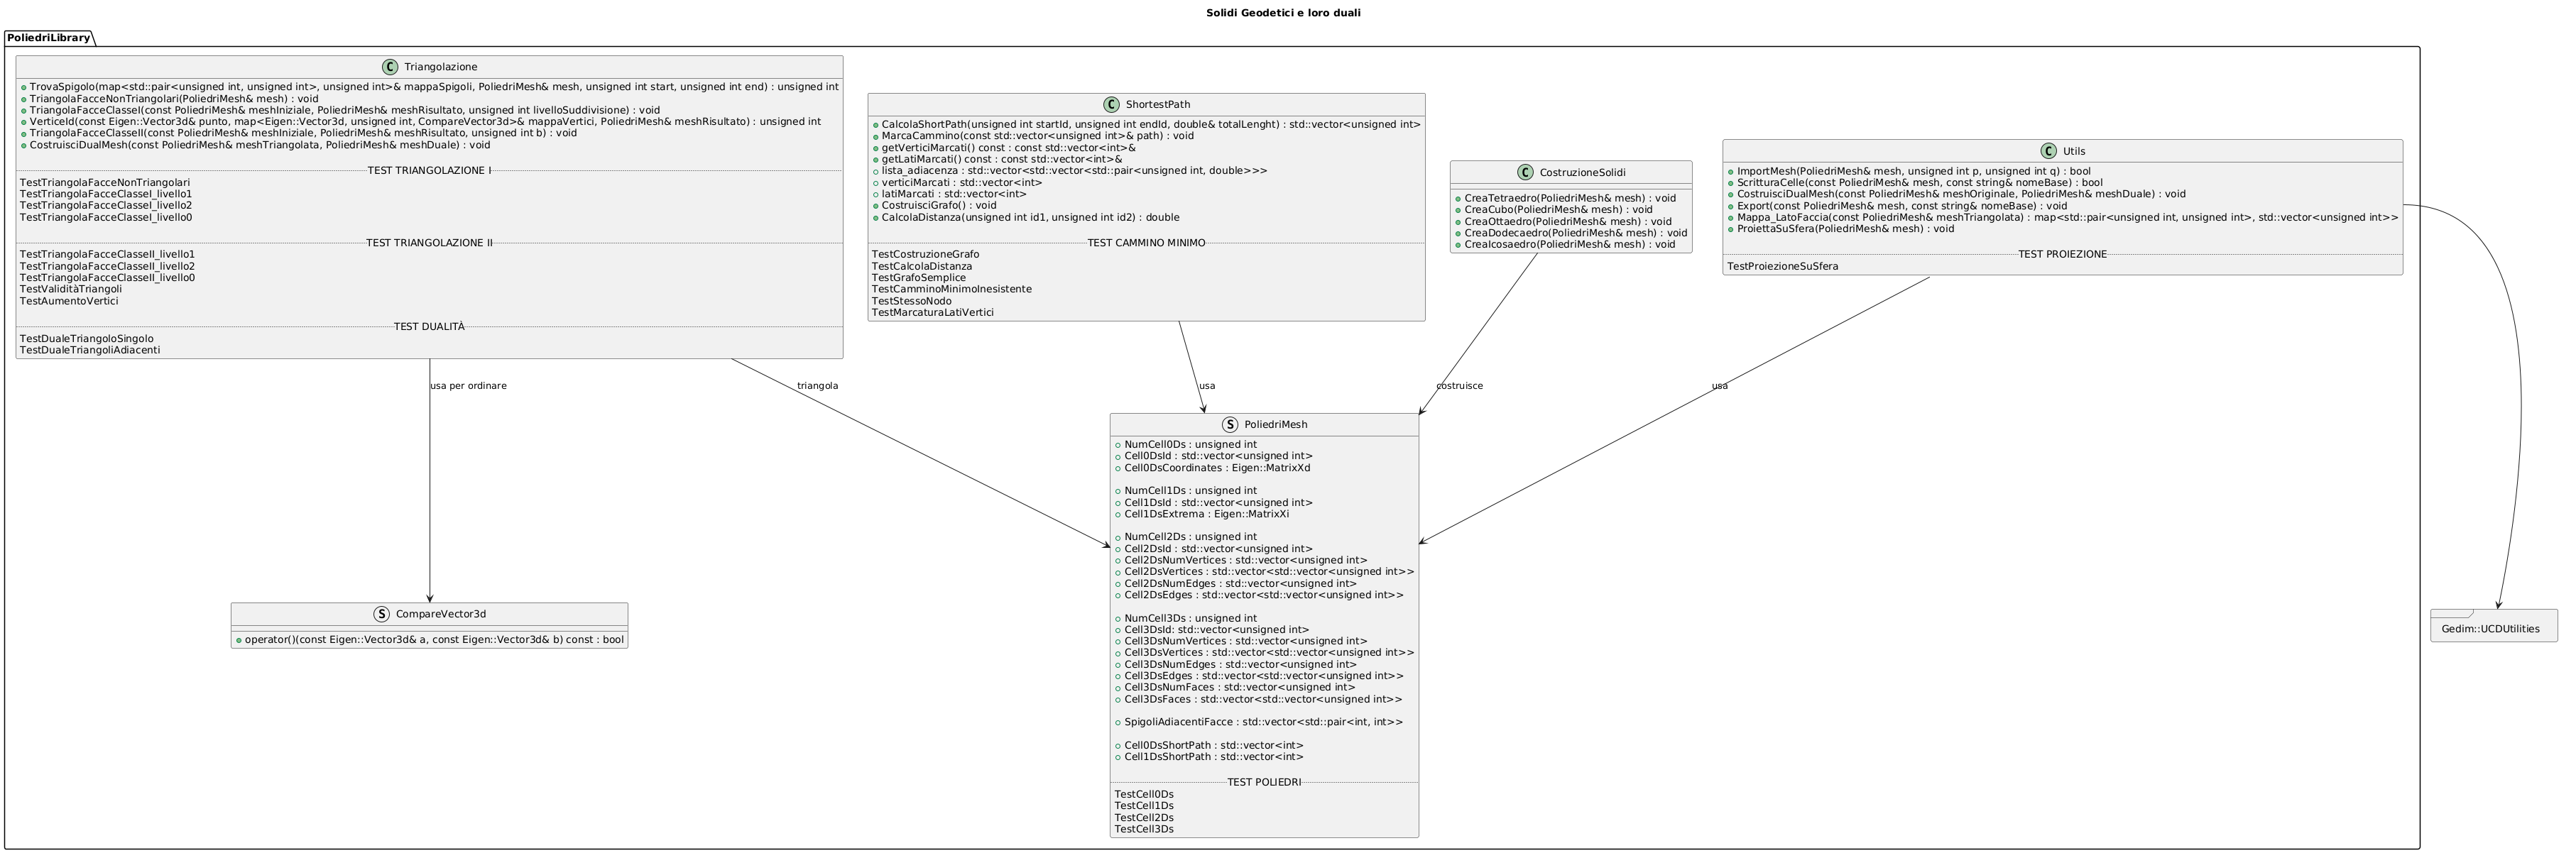 Solidi Geodetici e loro duali
PoliedriLibrary
C Triangolazione
TrovaSpigolo(map<std::pair<unsigned int, unsigned int>, unsigned int>& mappaSpigoli, PoliedriMesh& mesh, unsigned int start, unsigned int end) : unsigned int
TriangolaFacceNonTriangolari(PoliedriMesh& mesh) : void
TriangolaFacceClasseI(const PoliedriMesh& meshIniziale, PoliedriMesh& meshRisultato, unsigned int livelloSuddivisione) : void
VerticeId(const Eigen::Vector3d& punto, map<Eigen::Vector3d, unsigned int, CompareVector3d>& mappaVertici, PoliedriMesh& meshRisultato) : unsigned int
TriangolaFacceClasseII(const PoliedriMesh& meshIniziale, PoliedriMesh& meshRisultato, unsigned int b) : void
CostruisciDualMesh(const PoliedriMesh& meshTriangolata, PoliedriMesh& meshDuale) : void
TEST TRIANGOLAZIONE I
TestTriangolaFacceNonTriangolari
TestTriangolaFacceClasseI_livello1
TestTriangolaFacceClasseI_livello2
TestTriangolaFacceClasseI_livello0
TEST TRIANGOLAZIONE II
TestTriangolaFacceClasseII_livello1
TestTriangolaFacceClasseII_livello2
TestTriangolaFacceClasseII_livello0
TestValiditàTriangoli
TestAumentoVertici
TEST DUALITÀ
TestDualeTriangoloSingolo
TestDualeTriangoliAdiacenti
C ShortestPath
CalcolaShortPath(unsigned int startId, unsigned int endId, double& totalLenght) : std::vector<unsigned int>
MarcaCammino(const std::vector<unsigned int>& path) : void
getVerticiMarcati() const : const std::vector<int>&
getLatiMarcati() const : const std::vector<int>&
lista_adiacenza : std::vector<std::vector<std::pair<unsigned int, double>>>
verticiMarcati : std::vector<int>
latiMarcati : std::vector<int>
CostruisciGrafo() : void
CalcolaDistanza(unsigned int id1, unsigned int id2) : double
TEST CAMMINO MINIMO
TestCostruzioneGrafo
TestCalcolaDistanza
TestGrafoSemplice
TestCamminoMinimoInesistente
TestStessoNodo
TestMarcaturaLatiVertici
C CostruzioneSolidi
CreaTetraedro(PoliedriMesh& mesh) : void
CreaCubo(PoliedriMesh& mesh) : void
CreaOttaedro(PoliedriMesh& mesh) : void
CreaDodecaedro(PoliedriMesh& mesh) : void
CreaIcosaedro(PoliedriMesh& mesh) : void
C Utils
ImportMesh(PoliedriMesh& mesh, unsigned int p, unsigned int q) : bool
ScritturaCelle(const PoliedriMesh& mesh, const string& nomeBase) : bool
CostruisciDualMesh(const PoliedriMesh& meshOriginale, PoliedriMesh& meshDuale) : void
Export(const PoliedriMesh& mesh, const string& nomeBase) : void
Mappa_LatoFaccia(const PoliedriMesh& meshTriangolata) : map<std::pair<unsigned int, unsigned int>, std::vector<unsigned int>>
ProiettaSuSfera(PoliedriMesh& mesh) : void
TEST PROIEZIONE
TestProiezioneSuSfera
usa per ordinare
triangola
usa
costruisce
usa
S PoliedriMesh
NumCell0Ds : unsigned int
Cell0DsId : std::vector<unsigned int>
Cell0DsCoordinates : Eigen::MatrixXd
NumCell1Ds : unsigned int
Cell1DsId : std::vector<unsigned int>
Cell1DsExtrema : Eigen::MatrixXi
NumCell2Ds : unsigned int
Cell2DsId : std::vector<unsigned int>
Cell2DsNumVertices : std::vector<unsigned int>
Cell2DsVertices : std::vector<std::vector<unsigned int>>
Cell2DsNumEdges : std::vector<unsigned int>
Cell2DsEdges : std::vector<std::vector<unsigned int>>
NumCell3Ds : unsigned int
Cell3DsId: std::vector<unsigned int>
Cell3DsNumVertices : std::vector<unsigned int>
Cell3DsVertices : std::vector<std::vector<unsigned int>>
Cell3DsNumEdges : std::vector<unsigned int>
Cell3DsEdges : std::vector<std::vector<unsigned int>>
Cell3DsNumFaces : std::vector<unsigned int>
Cell3DsFaces : std::vector<std::vector<unsigned int>>
SpigoliAdiacentiFacce : std::vector<std::pair<int, int>>
Cell0DsShortPath : std::vector<int>
Cell1DsShortPath : std::vector<int>
TEST POLIEDRI
TestCell0Ds
TestCell1Ds
TestCell2Ds
TestCell3Ds
S CompareVector3d
operator()(const Eigen::Vector3d& a, const Eigen::Vector3d& b) const : bool
Gedim::UCDUtilities